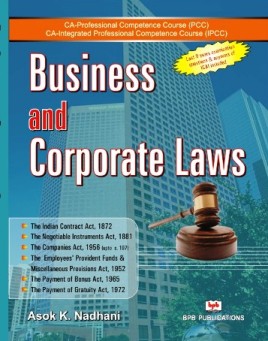 CA-Professional Competence Course (PCC)
CA-Integrated Professional Competence Course (IPCC)
Business
and
Corporate Laws
The Indian Contract Act, 1872
The Negotiable Instruments Act, 1881
The Companies Act, 1956 (upto s. 197)
The Employees' Provident Funds &
Miscellaneous Provisions Act, 1952
The Payment of Bonus Act, 1965
The Payment of Gratuity Act, 1972
Asok K. Nadhani
BPB PUBLICATIONS